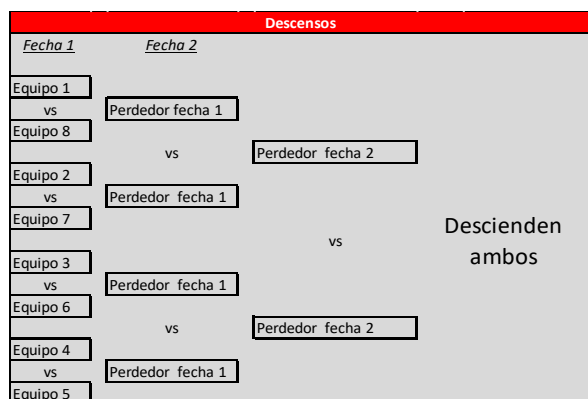 Descensos
Fecha 1 Fecha 2
Equipo 1
vs Perdedor fecha 1
Equipo 8
vs Perdedor fecha 2
Equipo 2
vs Perdedor fecha 1
Equipo 7
vs
Descienden
ambos
Equipo 3
vs Perdedor fecha 1
Equipo 6
vs Perdedor fecha 2
Equipo 4
vs Perdedor fecha 1
Equipo 5